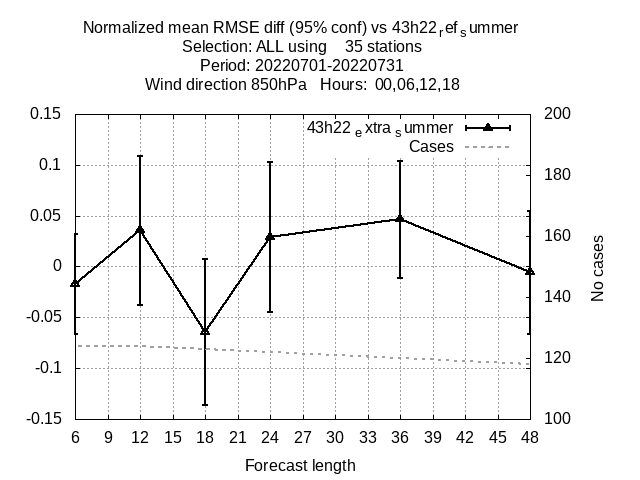 Normalized mean RMSE diff (95% conf) vs 43h22ᵣefₛummer
Selection: ALL using    35 stations
Period: 20220701-20220731
Wind direction 850hPa   Hours:  00,06,12,18
0.15 200
43h22ₑxtraₛummer
Cases
0.1 180
0.05 160
0 140
-0.05 120
-0.1 100
-0.15
No cases
6 9 12 15 18 21 24 27 30 33 36 39 42 45 48
Forecast length